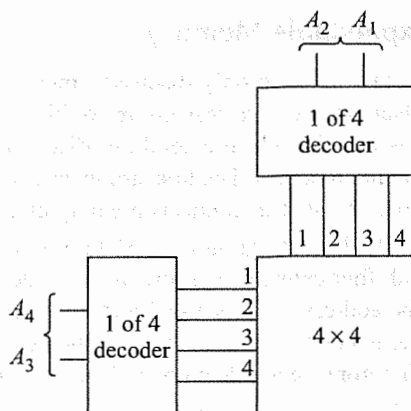 A₂ A₁
1 of 4
decoder
1 2 3 4
A₄
A₃
1 of 4
decoder
1
2
3
4
4 × 4